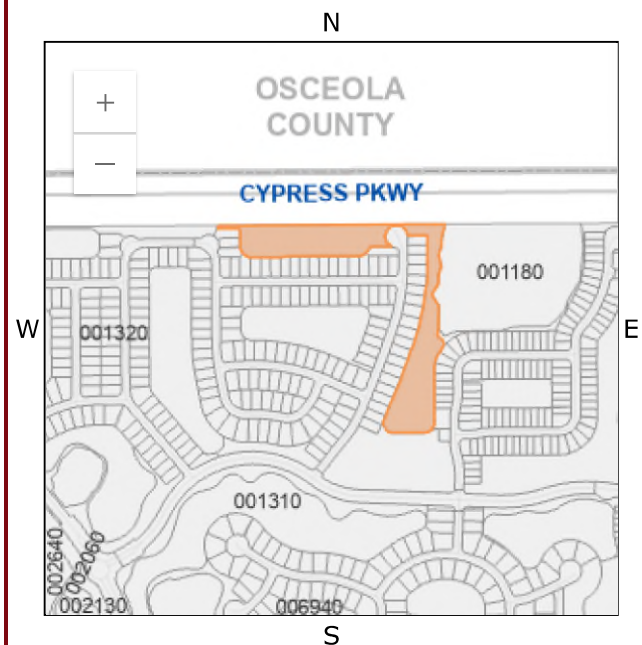 N
OSCEOLA
COUNTY
+
−
CYPRESS PKWY
001180
W
001320
E
001310
002640
002060
002130
006940
S